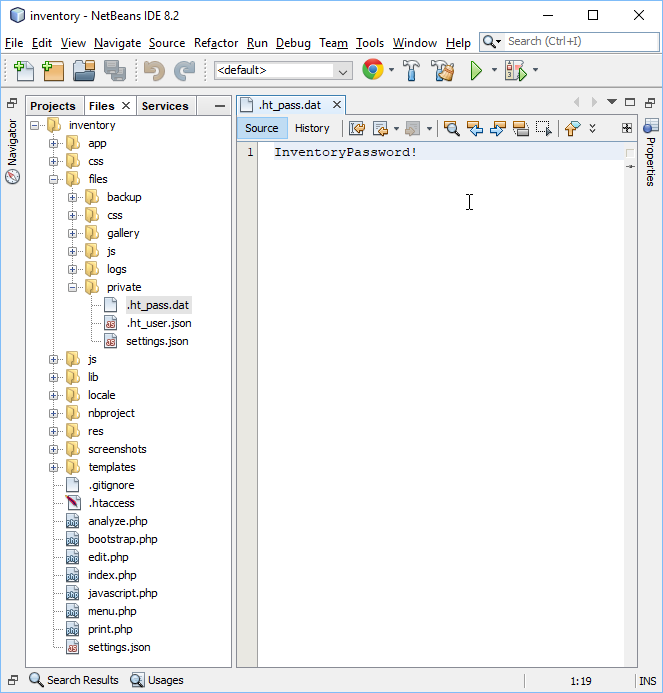 inventory - NetBeans IDE 8.2
File Edit View Navigate Source Refactor Run Debug Team Tools Window Help
Search (Ctrl+I)
<default>
Navigator
Projects Files Services
inventory
app
css
files
backup
css
gallery
js
logs
private
.ht_pass.dat
.ht_user.json
settings.json
js
lib
locale
nbproject
res
screenshots
templates
.gitignore
.htaccess
analyze.php
bootstrap.php
edit.php
index.php
javascript.php
menu.php
print.php
settings.json
.ht_pass.dat
Source History
1 InventoryPassword!
Properties
Search Results Usages
1:19 INS